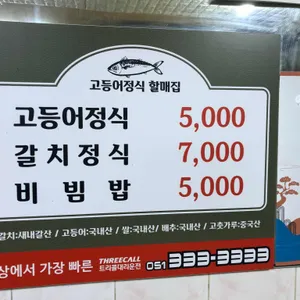 고등어정식 할매집
고등어정식 5,000
갈치정식 7,000
비빔밥 5,000
갈치:새내갈산/ 고등어:국내산/ 쌀:국내산/ 배추:국내산/ 고춧가루:중국산
상에서 가장 빠른 THREECALL 트리콜대리운전 051 333-3333